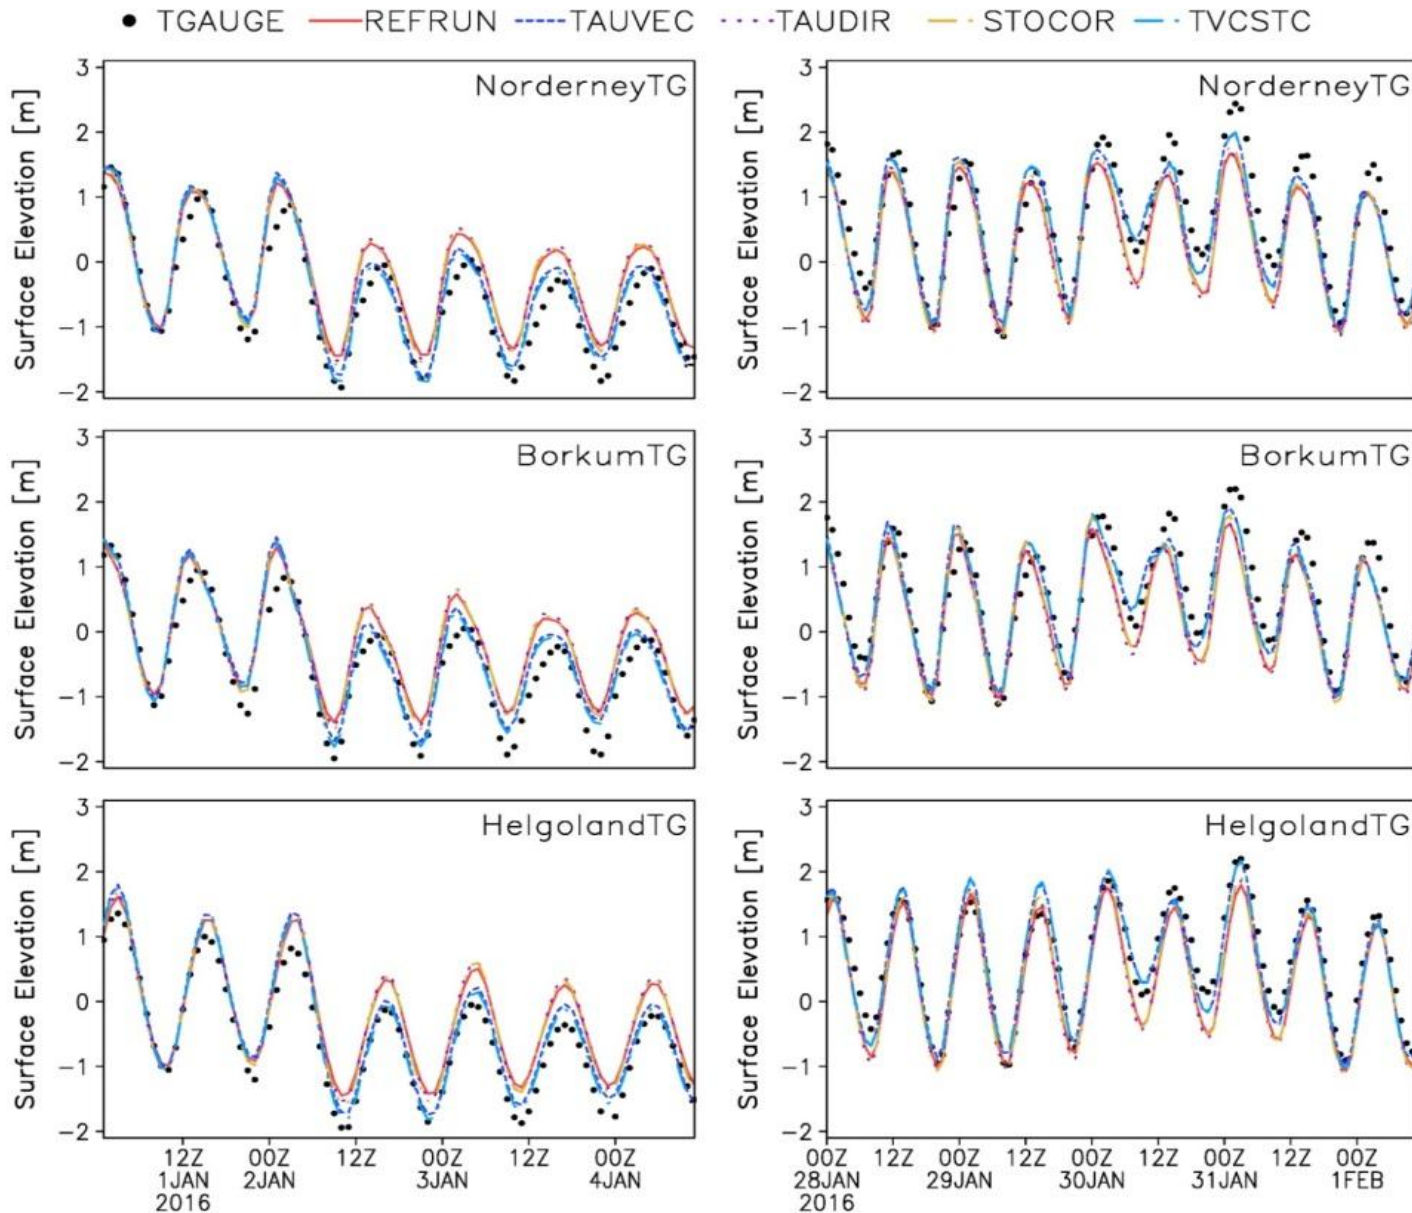 TGAUGE REFRUN TAUVEC TAUDIR STOCOR TVCSTC
NorderneyTG
Surface Elevation [m]
3
2
1
0
−1
−2
NorderneyTG
Surface Elevation [m]
3
2
1
0
−1
−2
BorkumTG
Surface Elevation [m]
3
2
1
0
−1
−2
BorkumTG
Surface Elevation [m]
3
2
1
0
−1
−2
HelgolandTG
Surface Elevation [m]
3
2
1
0
−1
−2
HelgolandTG
Surface Elevation [m]
3
2
1
0
−1
−2
12Z 00Z 12Z 00Z 12Z 00Z
1JAN 2JAN 3JAN 4JAN
2016
00Z 12Z 00Z 12Z 00Z 12Z 00Z 12Z 00Z
28JAN 29JAN 30JAN 31JAN 1FEB
2016